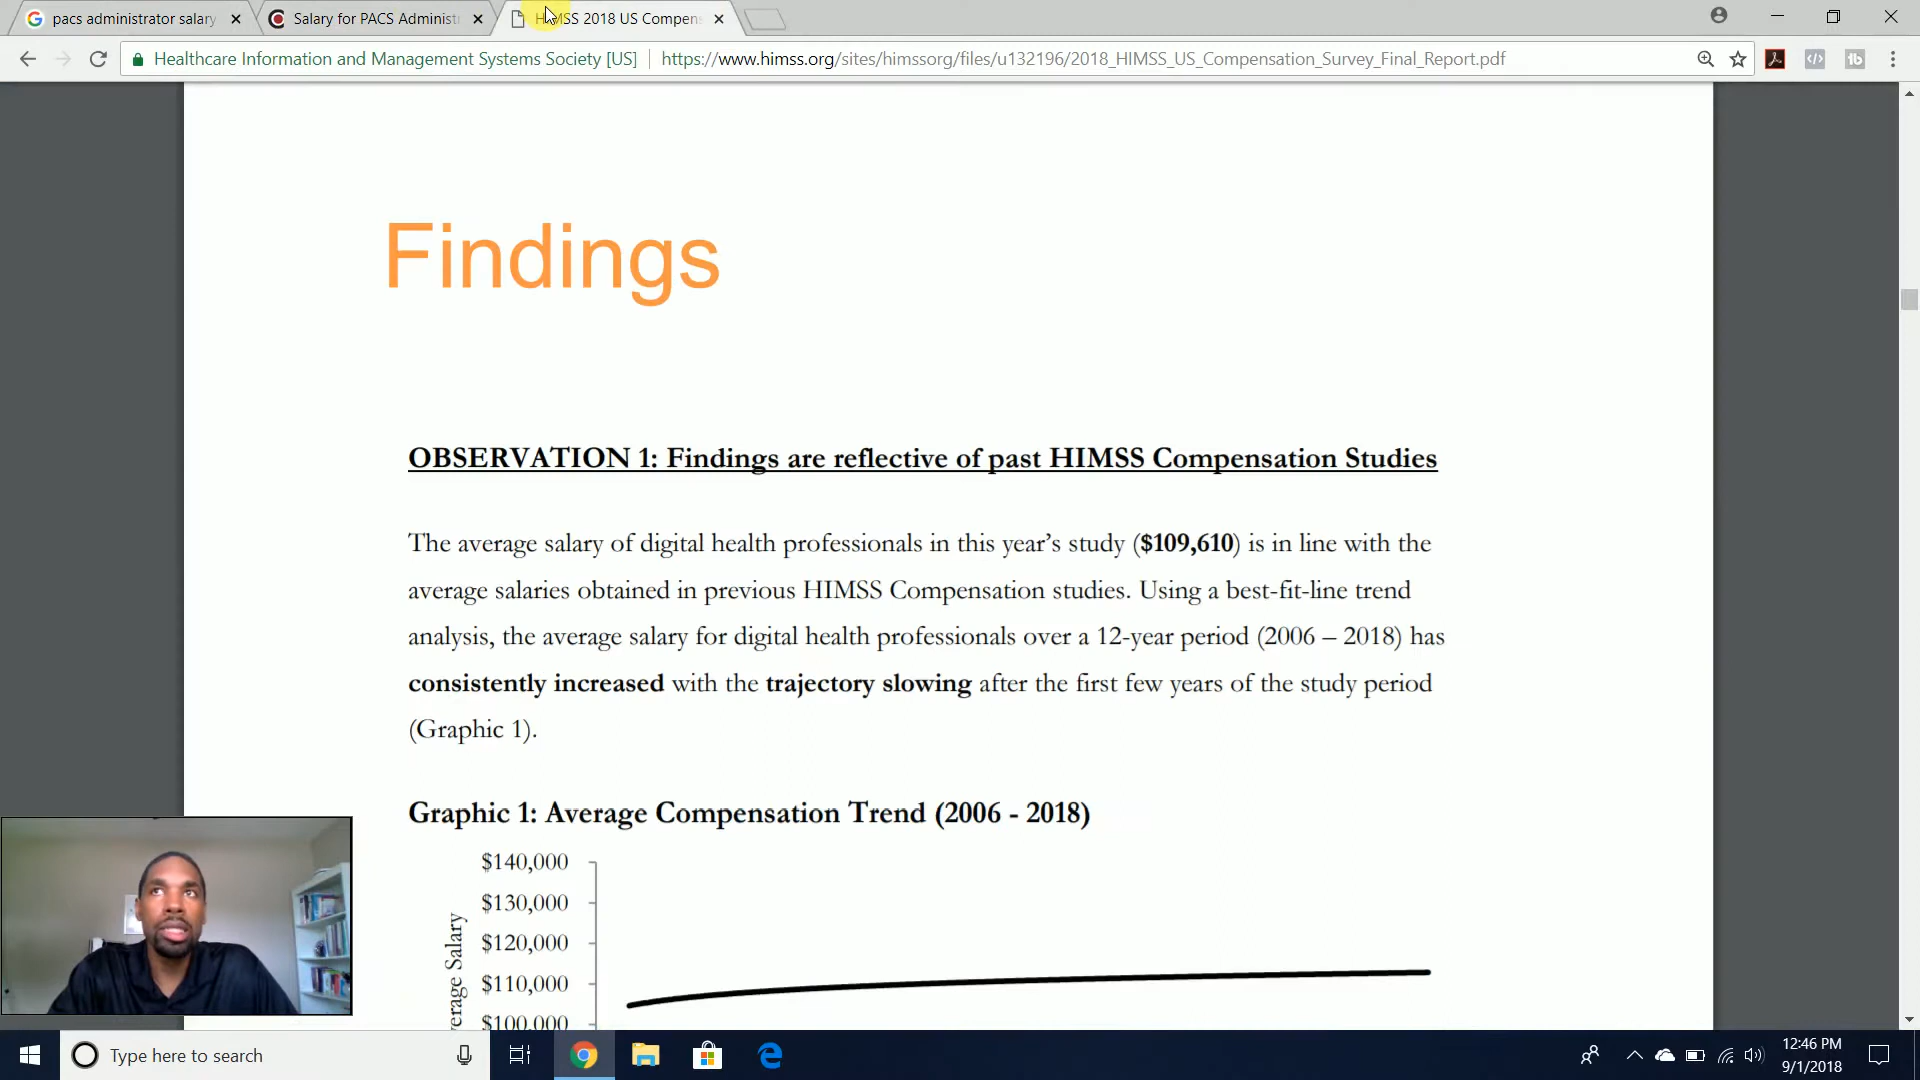 pacs administrator salary
Salary for PACS Administ
HIMSS 2018 US Compens
Healthcare Information and Management Systems Society [US]
https://www.himss.org/sites/himssorg/files/u132196/2018_HIMSS_US_Compensation_Survey_Final_Report.pdf
Findings
OBSERVATION 1: Findings are reflective of past HIMSS Compensation Studies
The average salary of digital health professionals in this year’s study ($109,610) is in line with the
average salaries obtained in previous HIMSS Compensation studies. Using a best-fit-line trend
analysis, the average salary for digital health professionals over a 12-year period (2006 – 2018) has
consistently increased with the trajectory slowing after the first few years of the study period
(Graphic 1).
Graphic 1: Average Compensation Trend (2006 - 2018)
$140,000
$130,000
$120,000
$110,000
$100,000
verage Salary
Type here to search
12:46 PM
9/1/2018